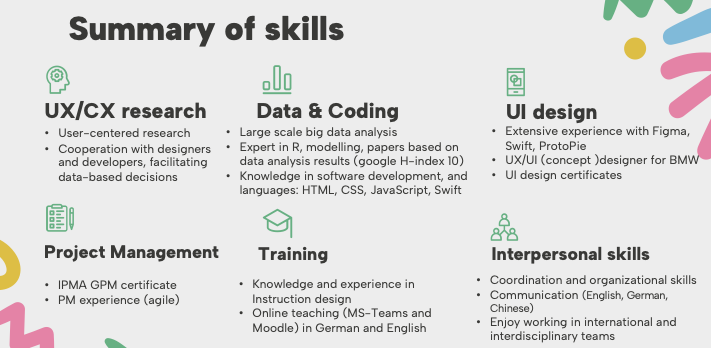 Summary of skills
UX/CX research
• User-centered research
• Cooperation with designers
and developers, facilitating
data-based decisions
Data & Coding
• Large scale big data analysis
• Expert in R, modelling, papers based on
data analysis results (google H-index 10)
• Knowledge in software development, and
languages: HTML, CSS, JavaScript, Swift
UI design
• Extensive experience with Figma,
Swift, ProtoPie
• UX/UI (concept )designer for BMW
• UI design certificates
Project Management
• IPMA GPM certificate
• PM experience (agile)
Training
• Knowledge and experience in
Instruction design
• Online teaching (MS-Teams and
Moodle) in German and English
Interpersonal skills
• Coordination and organizational skills
• Communication (English, German,
Chinese)
• Enjoy working in international and
interdisciplinary teams